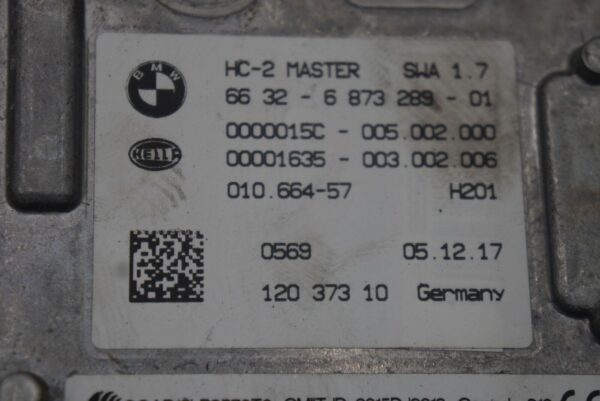 BMW
HC-2 MASTER SWA 1.7
66 32 - 6 873 289 - 01
0000015C - 005.002.000
HELLA
00001635 - 003.002.006
010.664-57 H201
0569 05.12.17
120 373 10 Germany